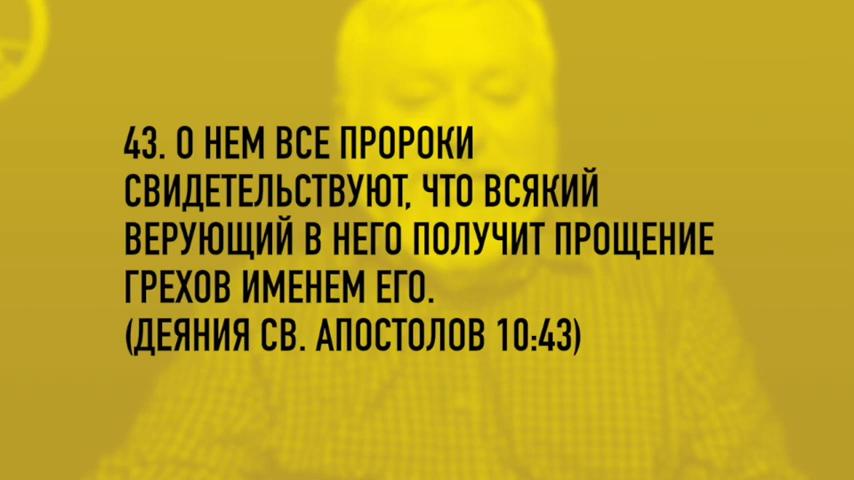 43. О НЕМ ВСЕ ПРОРОКИ
СВИДЕТЕЛЬСТВУЮТ, ЧТО ВСЯКИЙ
ВЕРУЮЩИЙ В НЕГО ПОЛУЧИТ ПРОЩЕНИЕ
ГРЕХОВ ИМЕНЕМ ЕГО.
(ДЕЯНИЯ СВ. АПОСТОЛОВ 10:43)